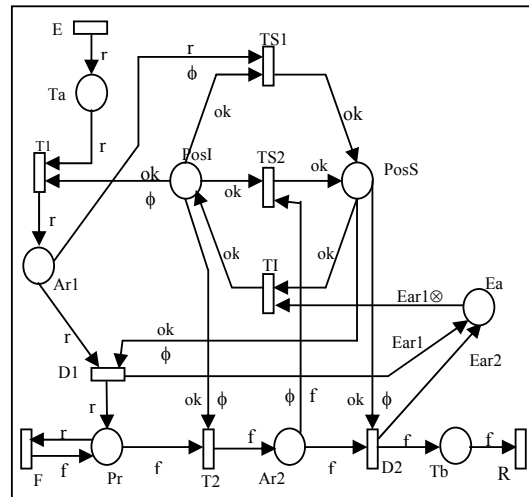 E
r
TS1
r
ϕ
Ta
r
ok
ok
T1
ok
ϕ
PosI
TS2
ok
ok
PosS
r
ok
TI
ok
Ar1
Ear1⊗
Ea
r
ok
ϕ
Ear1
Ear2
D1
r
ok
ϕ
ϕ
f
ok
ϕ
r
f
F
Pr
f
T2
f
Ar2
f
D2
f
Tb
f
R